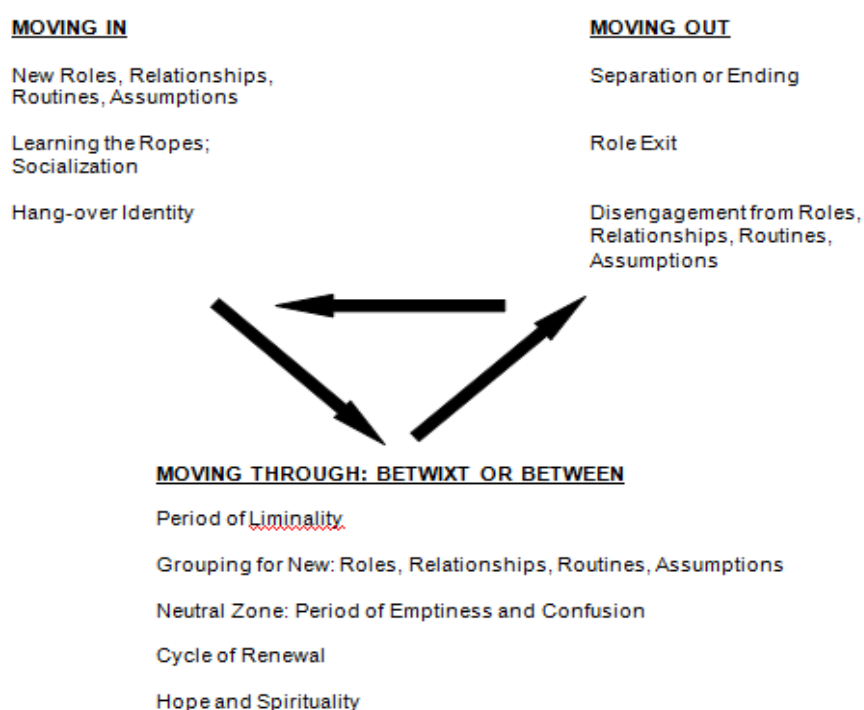 MOVING IN
New Roles, Relationships,
Routines, Assumptions
Learning the Ropes;
Socialization
Hang-over Identity
MOVING OUT
Separation or Ending
Role Exit
Disengagement from Roles,
Relationships, Routines,
Assumptions
MOVING THROUGH: BETWIXT OR BETWEEN
Period of Liminality
Grouping for New: Roles, Relationships, Routines, Assumptions
Neutral Zone: Period of Emptiness and Confusion
Cycle of Renewal
Hope and Spirituality